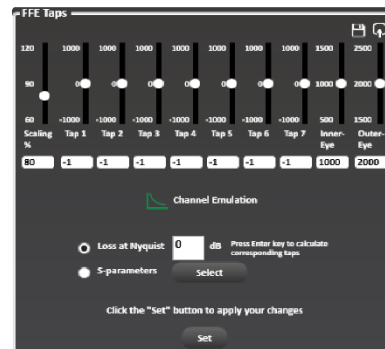 FFE Taps
120 1000 1000 1000 1000 1000 1000 1000 1500 2500
90 0 0 0 0 0 0 0 1000 2000
60 -1000 -1000 -1000 -1000 -1000 -1000 -1000 500 1500
Scaling Tap 1 Tap 2 Tap 3 Tap 4 Tap 5 Tap 6 Tap 7 Inner- Outer-
% Eye Eye
80 -1 -1 -1 -1 -1 -1 -1 1000 2000
Channel Emulation
Loss at Nyquist 0 dB Press Enter key to calculate
corresponding taps
S-parameters Select
Click the "Set" button to apply your changes
Set